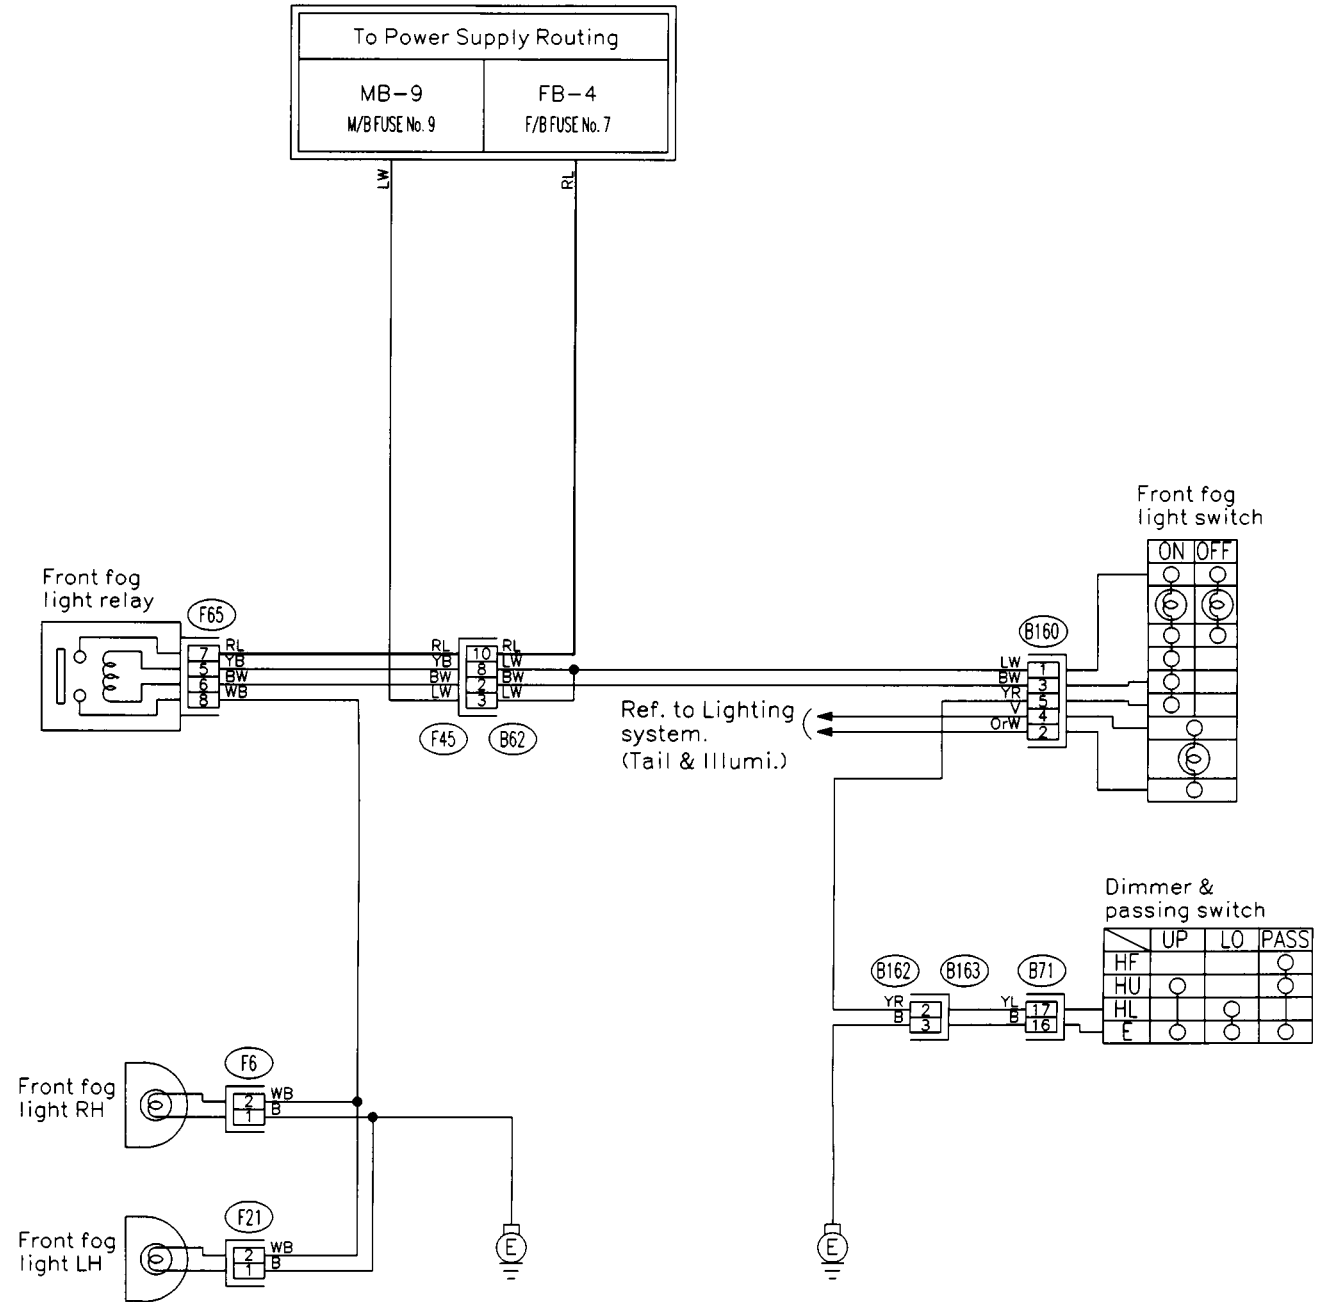 To Power Supply Routing
MB-9
M/B FUSE No. 9
FB-4
F/B FUSE No. 7
LW
RL
Front fog
light switch
ON OFF
Front fog
light relay
F65
7 RL
5 YB
6 BW
8 WB
RL 10 RL
YB 8 LW
BW 2 BW
LW 3 LW
F45
B62
B160
LW 1
BW 3
YR 5
V 4
OrW 2
Ref. to Lighting
system.
(Tail & Illumi.)
Dimmer &
passing switch
UP LO PASS
HF
HU
HL
E
B162
B163
B71
YR 2 YL 17
B 3 B 16
Front fog
light RH
F6
2 WB
1 B
Front fog
light LH
F21
2 WB
1 B
E
E